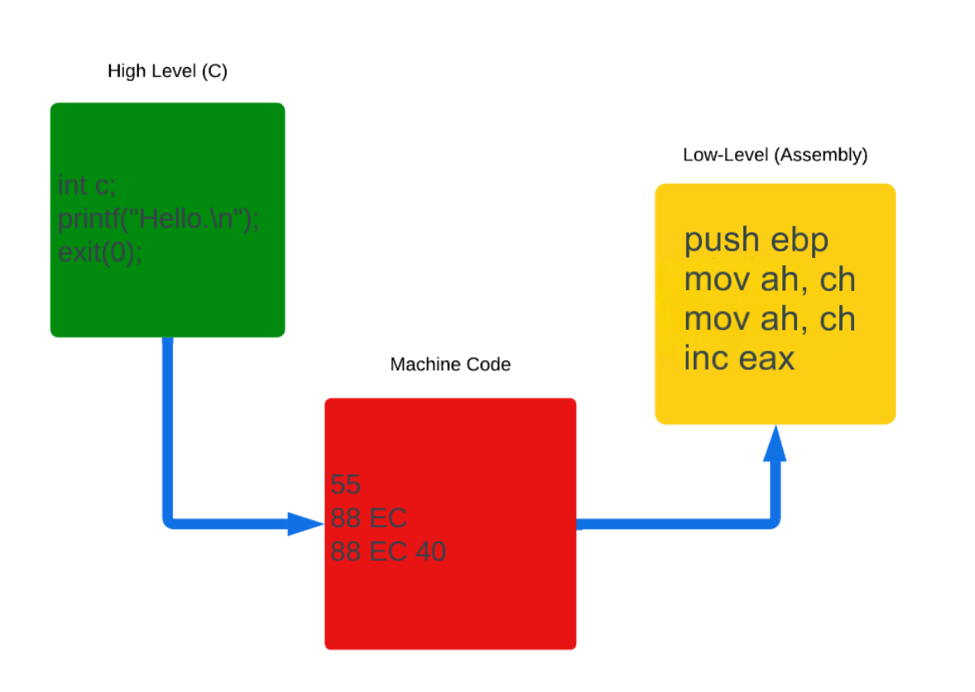 High Level (C)
int c;
printf("Hello.\n");
exit(0);
Machine Code
55
88 EC
88 EC 40
Low-Level (Assembly)
push ebp
mov ah, ch
mov ah, ch
inc eax